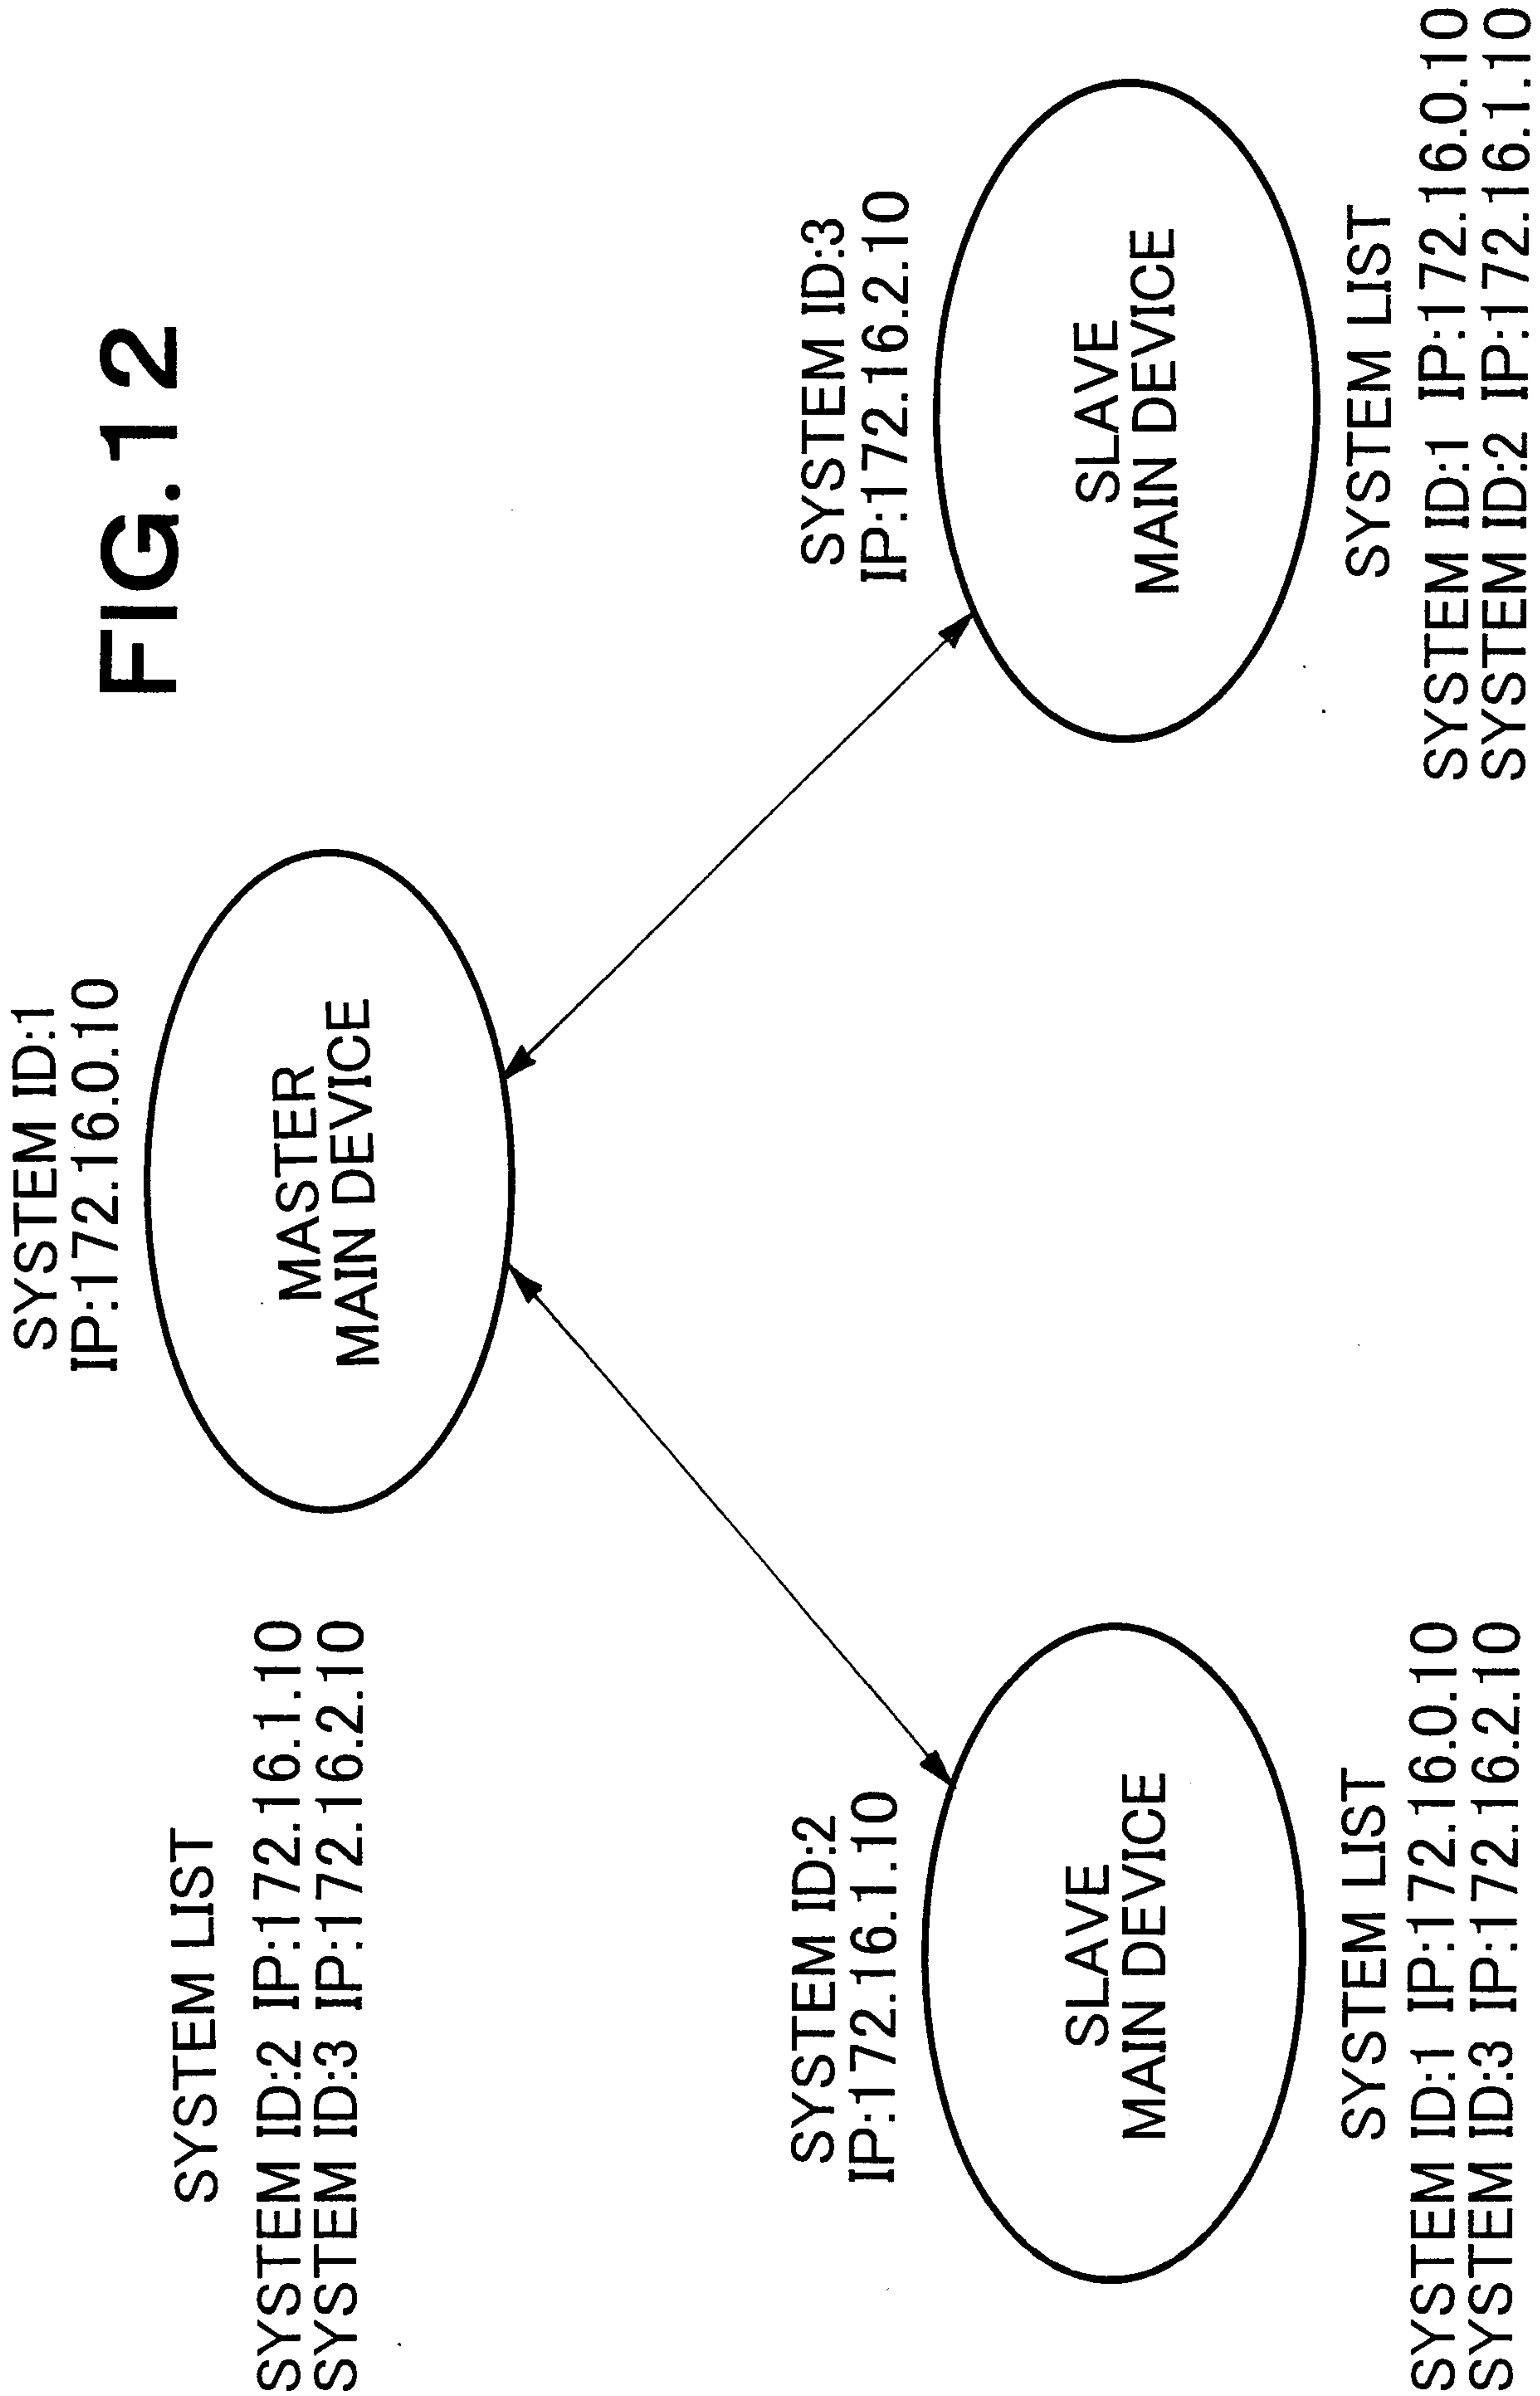 FIG.12
SYSTEM ID:1
IP:172.16.0.10
MASTER
MAIN DEVICE
SYSTEM LIST
SYSTEM ID:2 IP:172.16.1.10
SYSTEM ID:3 IP:172.16.2.10
SYSTEM ID:2
IP:172.16.1.10
SLAVE
MAIN DEVICE
SYSTEM LIST
SYSTEM ID:1 IP:172.16.0.10
SYSTEM ID:3 IP:172.16.2.10
SYSTEM ID:3
IP:172.16.2.10
SLAVE
MAIN DEVICE
SYSTEM LIST
SYSTEM ID:1 IP:172.16.0.10
SYSTEM ID:2 IP:172.16.1.10